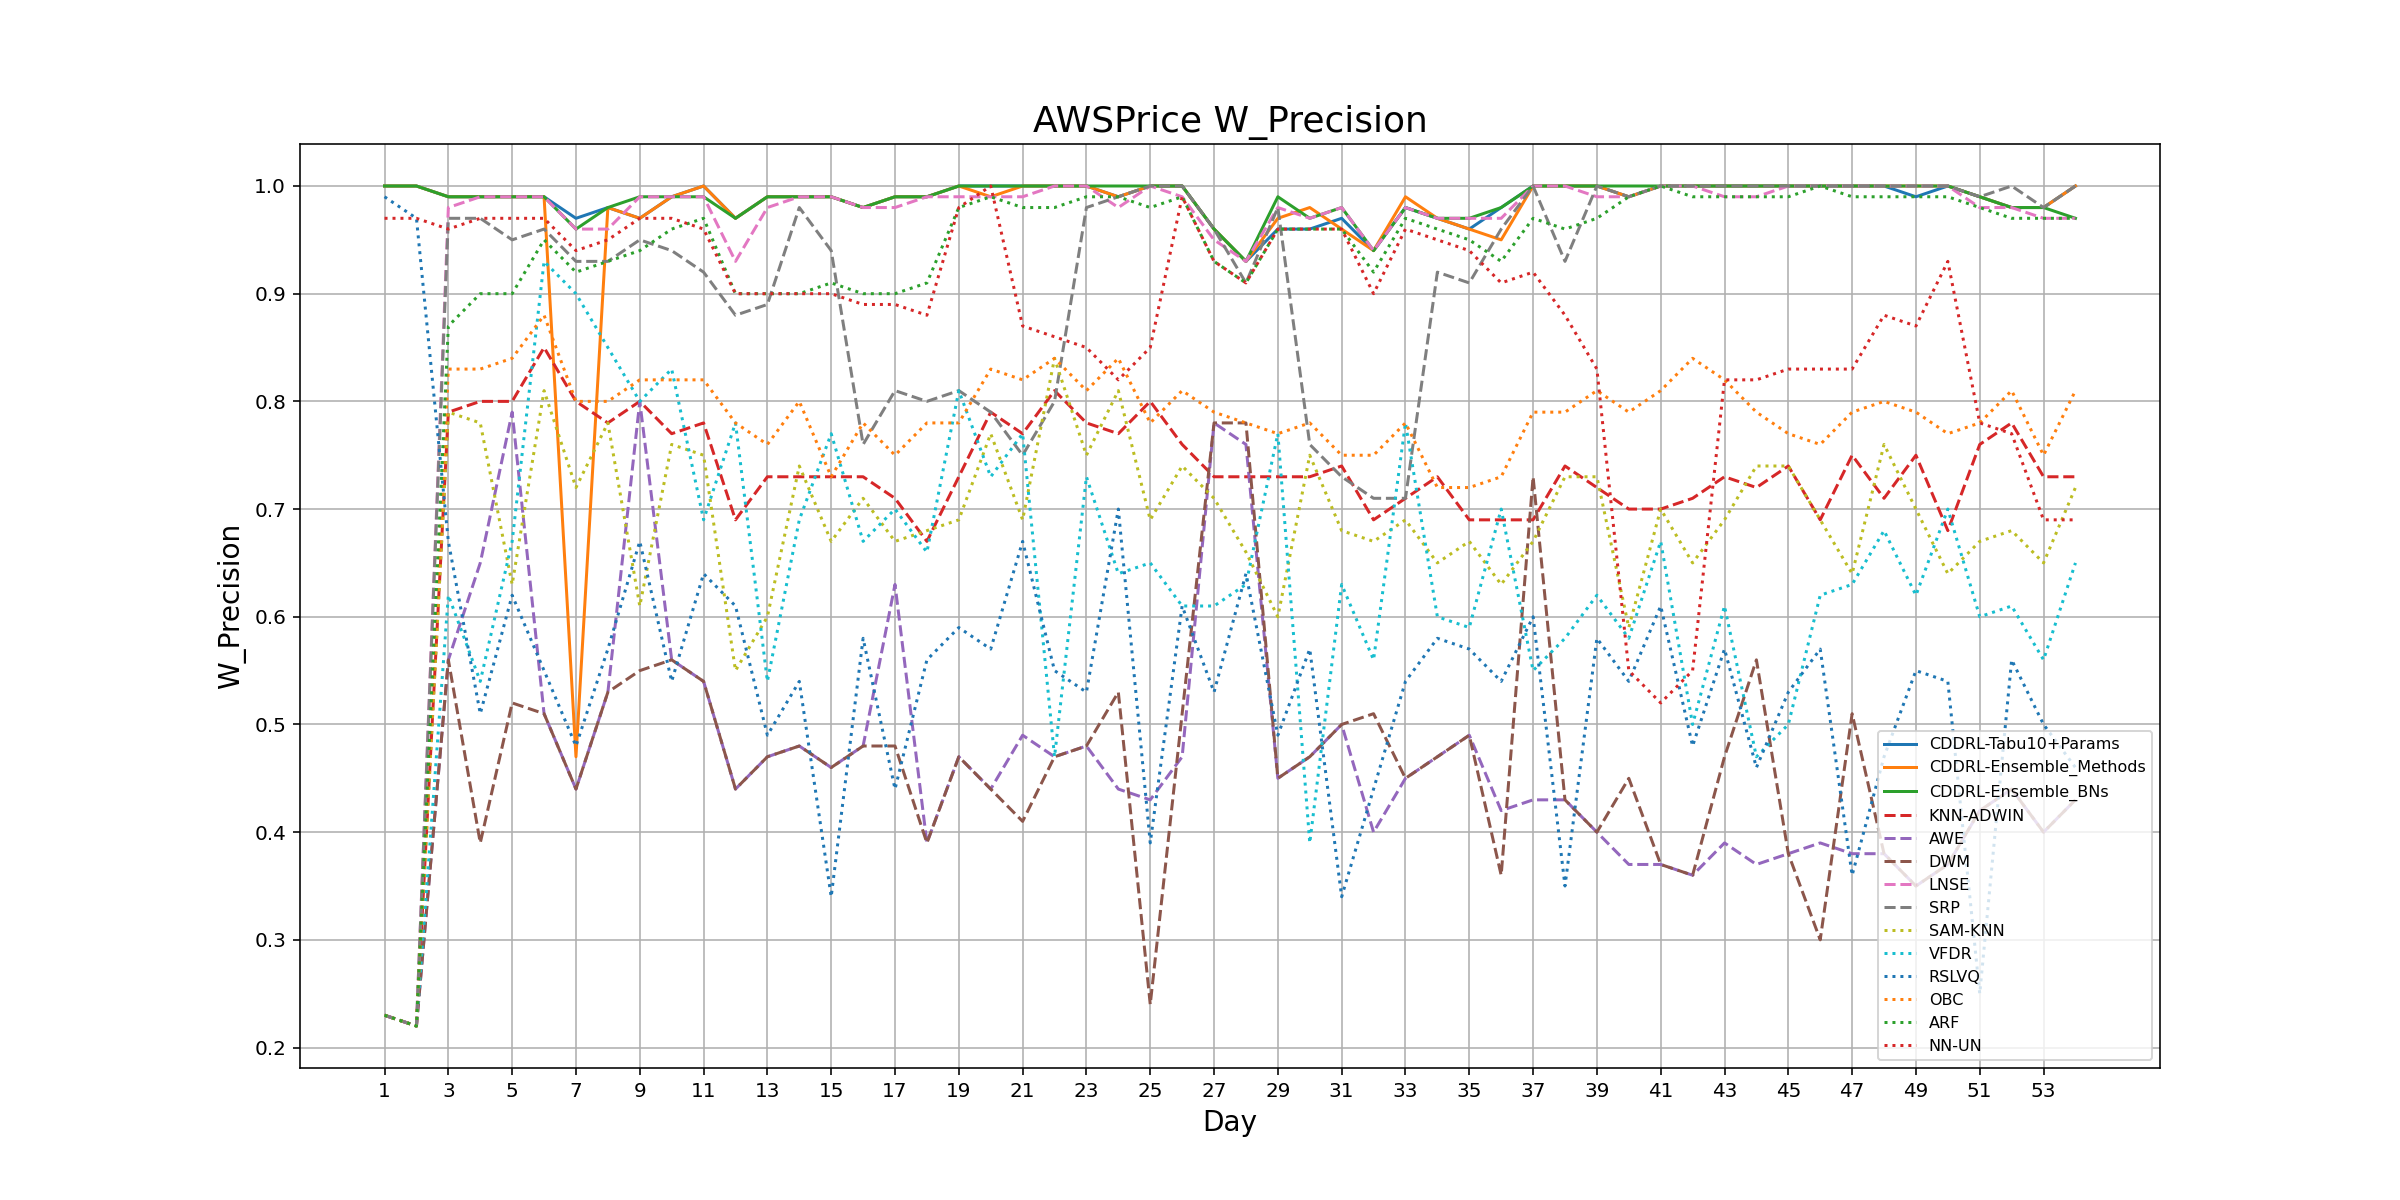 AWSPrice W_Precision
W_Precision
1.0
0.9
0.8
0.7
0.6
0.5
0.4
0.3
0.2
1 3 5 7 9 11 13 15 17 19 21 23 25 27 29 31 33 35 37 39 41 43 45 47 49 51 53
Day
CDDRL-Tabu10+Params
CDDRL-Ensemble_Methods
CDDRL-Ensemble_BNs
KNN-ADWIN
AWE
DWM
LNSE
SRP
SAM-KNN
VFDR
RSLVQ
OBC
ARF
NN-UN